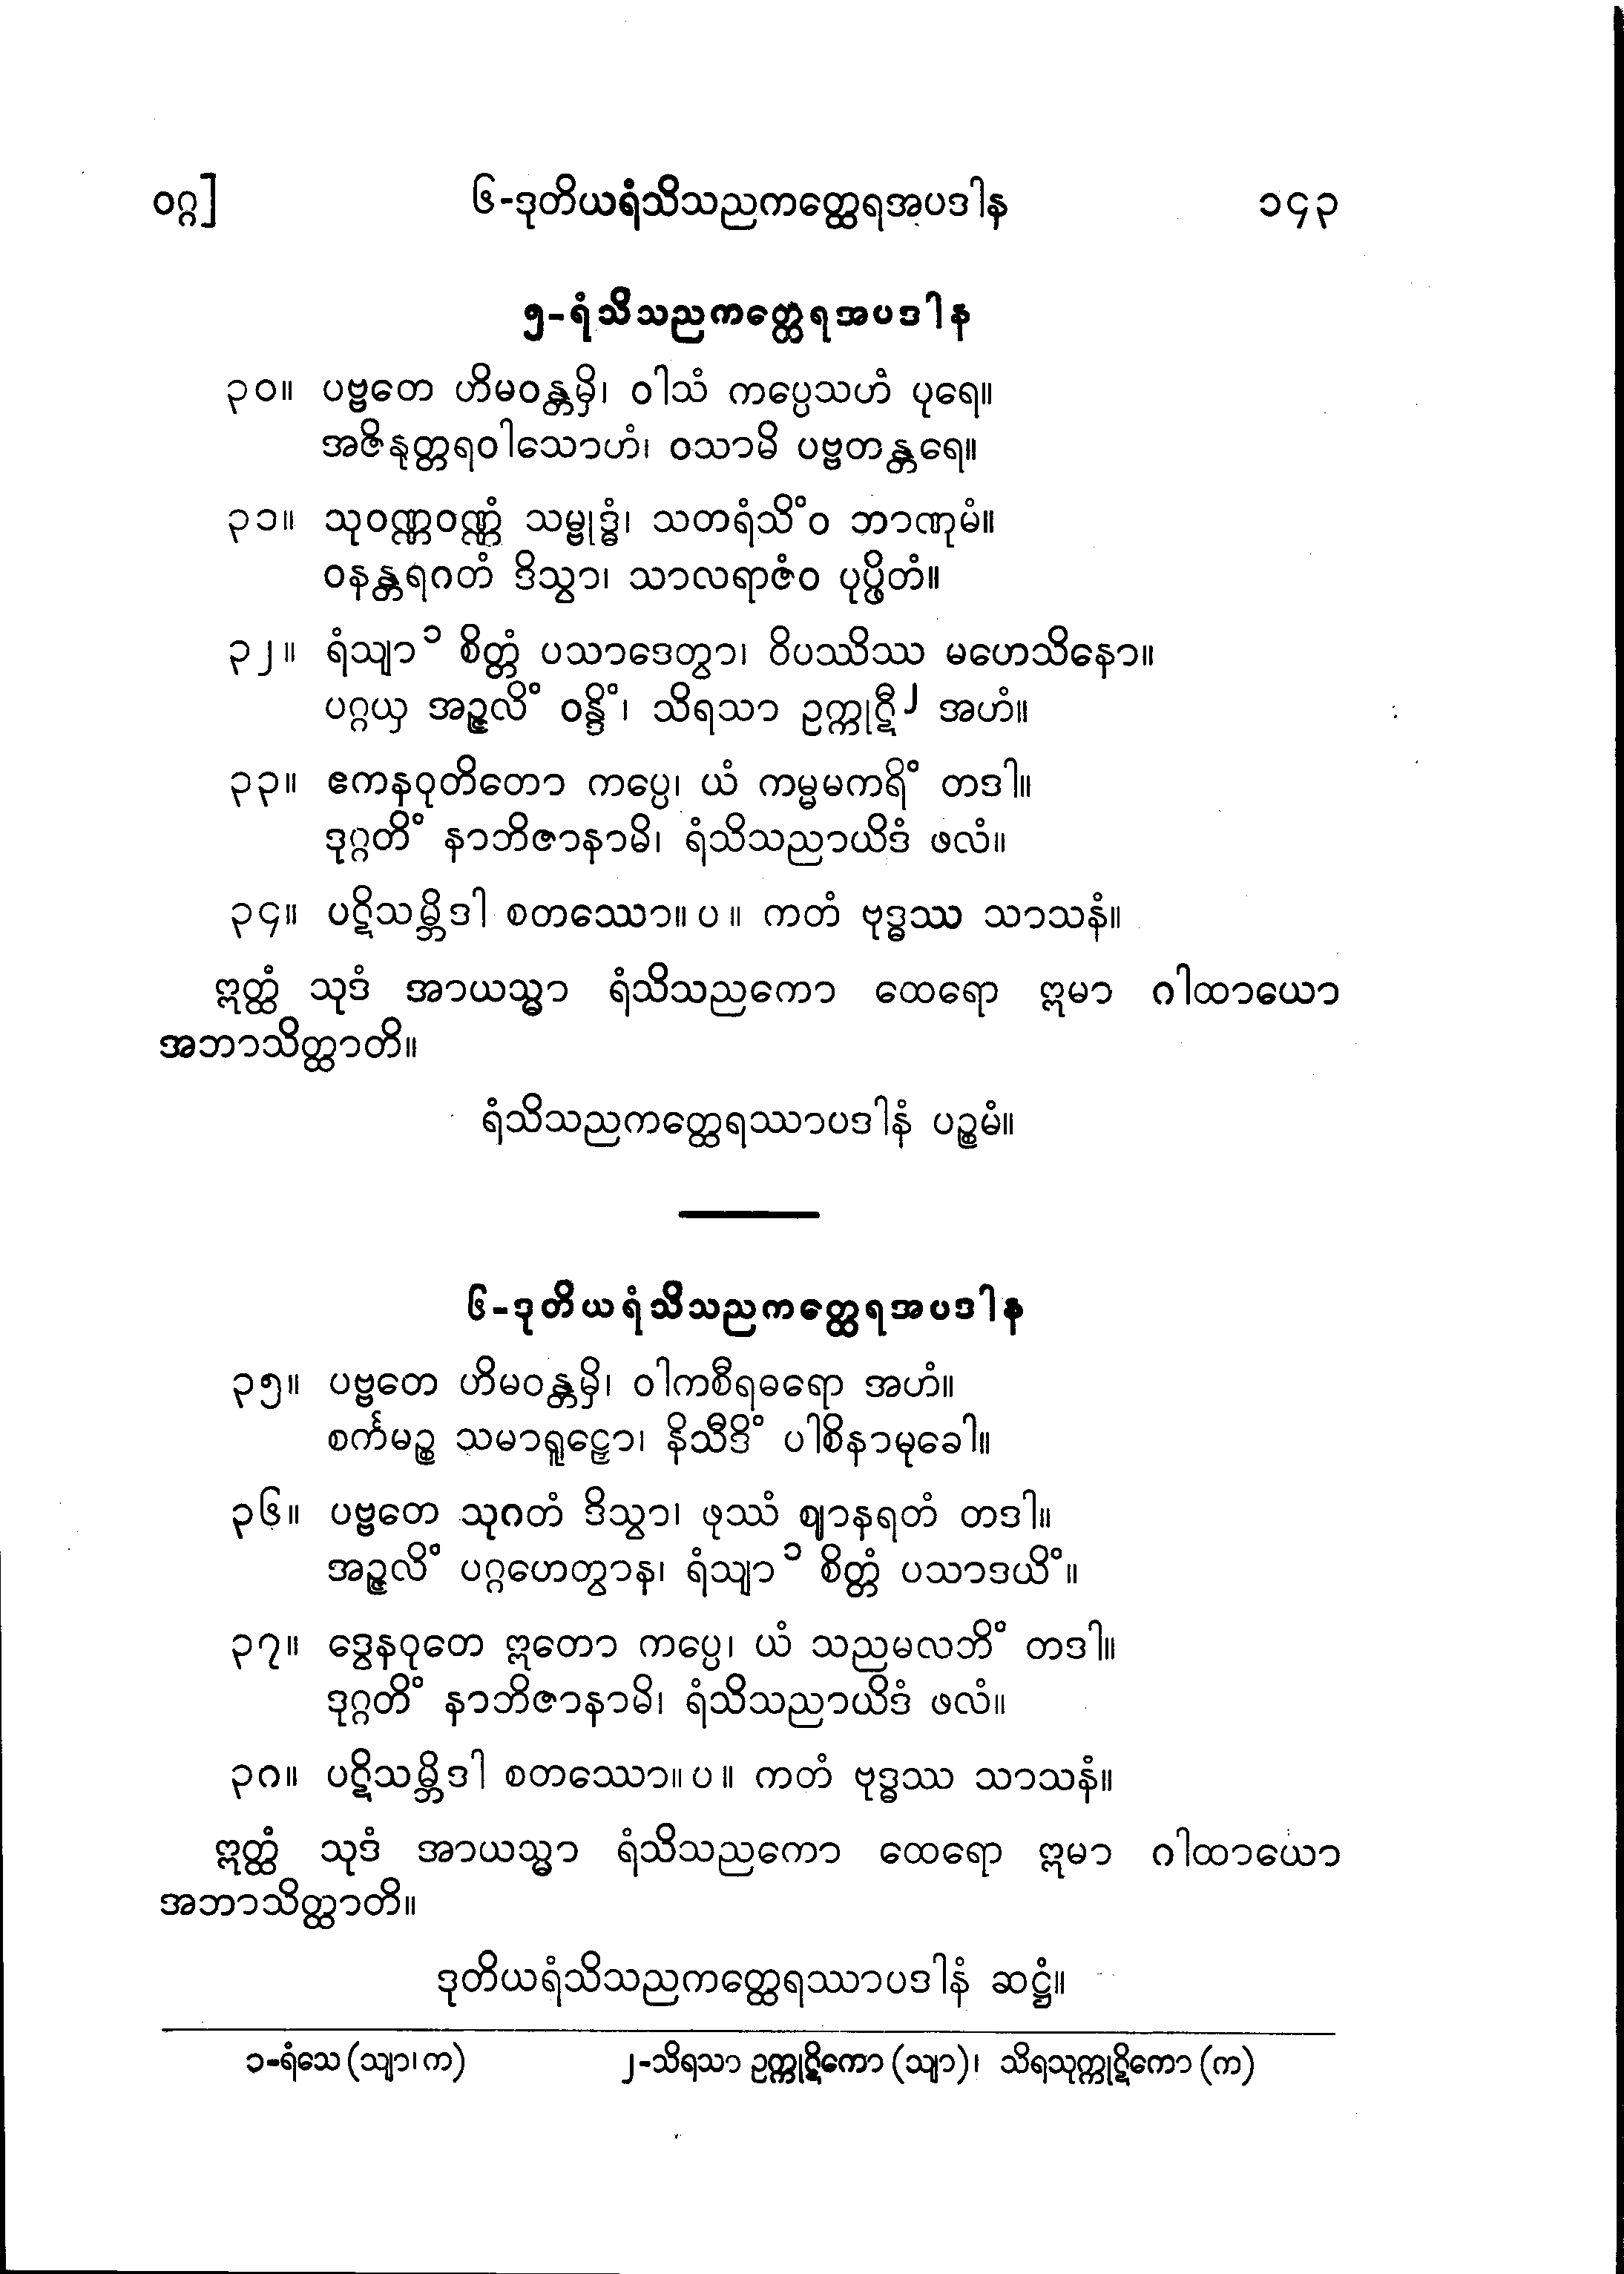 ဝဂ္ဂ] ၆-ဒုတိယရံသိသညကတ္ထေရအပဒါန ၁၄၃
၅-ရံသိသညကတ္ထေရအပဒါန
၃၀။ ပဗ္ဗတေ ဟိမဝန္တမှိ၊ ဝါသံ ကပ္ပေသဟံ ပုရေ။
အဇိနုတ္တရဝါသောဟံ၊ ဝသာမိ ပဗ္ဗတန္တရေ။
၃၁။ သုဝဏ္ဏဝဏ္ဏံ သမ္ဗုဒ္ဓံ၊ သတရံသိံဝ ဘာဏုမံ။
ဝနန္တရဂတံ ဒိသွာ၊ သာလရာဇံဝ ပုပ္ဖိတံ။
၃၂။ ရံသျာ ၁ စိတ္တံ ပသာဒေတွာ၊ ဝိပဿိဿ မဟေသိနော။
ပဂ္ဂယှ အဉ္ဇလိံ ဝန္ဒိံ၊ သိရသာ ဥက္ကုဋီ ၂ အဟံ။
၃၃။ ဧကနဝုတိတော ကပ္ပေ၊ ယံ ကမ္မမကရိံ တဒါ။
ဒုဂ္ဂတိံ နာဘိဇာနာမိ၊ ရံသိသညာယိဒံ ဖလံ။
၃၄။ ပဋိသမ္ဘိဒါ စတဿော။ ပ ။ ကတံ ဗုဒ္ဓဿ သာသနံ။
ဣတ္ထံ သုဒံ အာယသ္မာ ရံသိသညကော ထေရော ဣမာ ဂါထာယော
အဘာသိတ္ထာတိ။
ရံသိသညကတ္ထေရဿာပဒါနံ ပဉ္စမံ။
၆-ဒုတိယရံသိသညကတ္ထေရအပဒါန
၃၅။ ပဗ္ဗတေ ဟိမဝန္တမှိ၊ ဝါကစီရဓရော အဟံ။
စင်္ကမဉ္စ သမာရူဠှော၊ နိသီဒိံ ပါစိနာမုခေါ။
၃၆။ ပဗ္ဗတေ သုဂတံ ဒိသွာ၊ ဖုဿံ ဈာနရတံ တဒါ။
အဉ္ဇလိံ ပဂ္ဂဟေတွာန၊ ရံသျာ ၁ စိတ္တံ ပသာဒယိံ။
၃၇။ ဒွေနဝုတေ ဣတော ကပ္ပေ၊ ယံ သညမလဘိံ တဒါ။
ဒုဂ္ဂတိံ နာဘိဇာနာမိ၊ ရံသိသညာယိဒံ ဖလံ။
၃၈။ ပဋိသမ္ဘိဒါ စတဿော။ ပ ။ ကတံ ဗုဒ္ဓဿ သာသနံ။
ဣတ္ထံ သုဒံ အာယသ္မာ ရံသိသညကော ထေရော ဣမာ ဂါထာယော
အဘာသိတ္ထာတိ။
ဒုတိယရံသိသညကတ္ထေရဿာပဒါနံ ဆဋ္ဌံ။
၁-ရံသေ (သျာ၊ က) ၂-သိရသာ ဥက္ကုဋိကော (သျာ)၊ သိရသုက္ကုဋိကော (က)